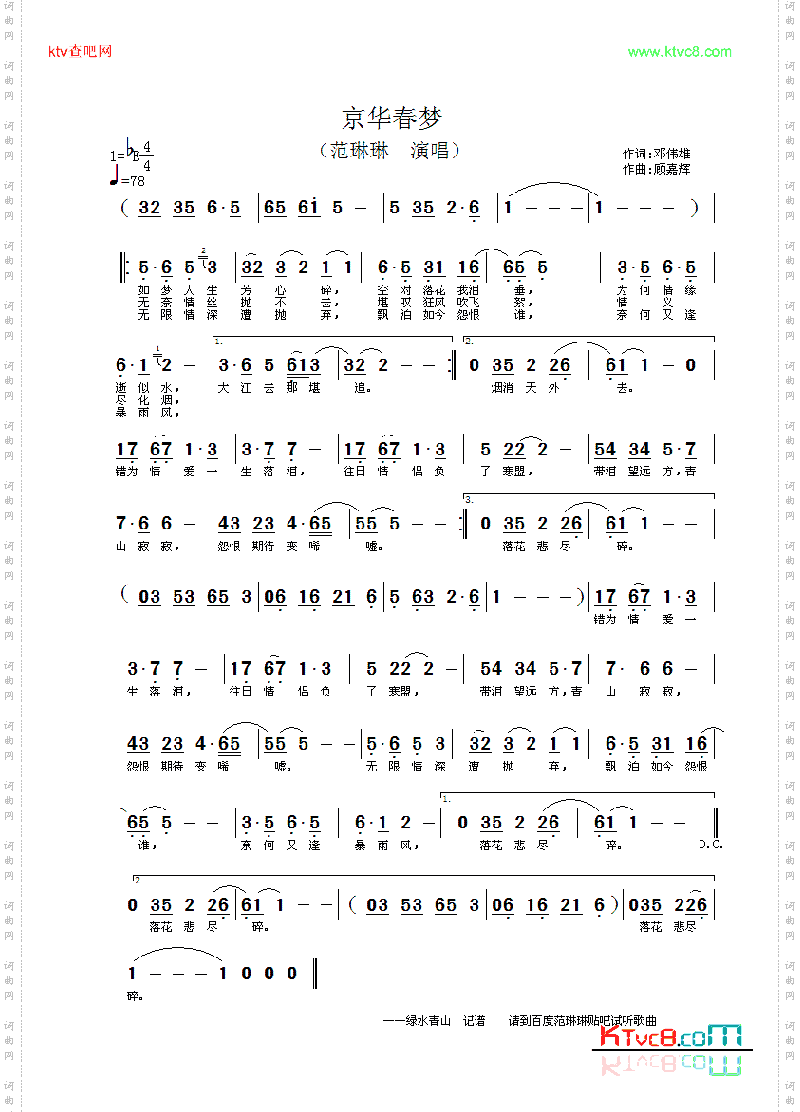 ktv查吧网
www.ktvc8.com
京华春梦
（范琳琳 演唱）
1=♭E 4/4
作词:邓伟雄
作曲:顾嘉辉
♩=78
( 32 35 6·5 | 65 6i 5 - | 5 35 2·6 | 1 - - - | 1 - - - )
‖: 5·6 5 3 | 32 3 2 1 1 | 6·5 31 16 | 65 5 | 3·5 6·5
如 梦 人 生 芳 心 碎， 空 对 落花 我泪 垂， 为 何 情 缘
无 奈 情 丝 抛 不 尝， 堪 叹 狂风 吹飞 絮， 情 义
无 限 情 深 遭 抛 弃， 飘 泊 如今 怨恨 谁， 奈 何 又 逢
6·1 2 - | 3·6 5 613 | 32 2 - :‖ 0 35 2 26 | 61 1 - 0
1.
2.
逝 似 水， 大 江 云 那 堪 追。 烟消 天 外 去。
尽 化 烟，
暴 雨 风，
17 67 1·3 | 3·7 7 - | 17 67 1·3 | 5 22 2 - | 54 34 5·7
错为 情 爱 一 生 落 泪， 往日 情 侣 负 了 寒盟， 带泪 望远 方，青
7·6 6 - | 43 23 4·65 | 55 5 - :‖ 0 35 2 26 | 61 1 - -
3.
山 寂 寂， 怨恨 期待 变 唏 嘘。 落花 悲 尽 碎。
( 03 53 65 3 | 06 16 21 6 | 5 63 2·6 | 1 - - - ) | 17 67 1·3
错为 情 爱 一
3·7 7 - | 17 67 1·3 | 5 22 2 - | 54 34 5·7 | 7· 6 6 -
生 落 泪， 往日 情 侣 负 了 寒盟， 带泪 望远 方，青 山 寂 寂，
43 23 4·65 | 55 5 - - | 5·6 5 3 | 32 3 2 1 1 | 6·5 31 16
怨恨 期待 变 唏 嘘。 无 限 情 深 遭 抛 弃， 飘 泊 如今 怨恨
65 5 - - | 3·5 6·5 | 6·1 2 - | 0 35 2 26 | 61 1 - - ‖
1.
谁， 奈 何 又 逢 暴 雨 风， 落花 悲 尽 碎。 D.C.
2.
0 35 2 26 | 61 1 - - | ( 03 53 65 3 | 06 16 21 6 ) | 035 226
落花 悲 尽 碎。 落花 悲尽
1 - - - | 1 0 0 0 ‖
碎。
——绿水青山 记谱 请到百度范琳琳贴吧试听歌曲
KTvc8.com